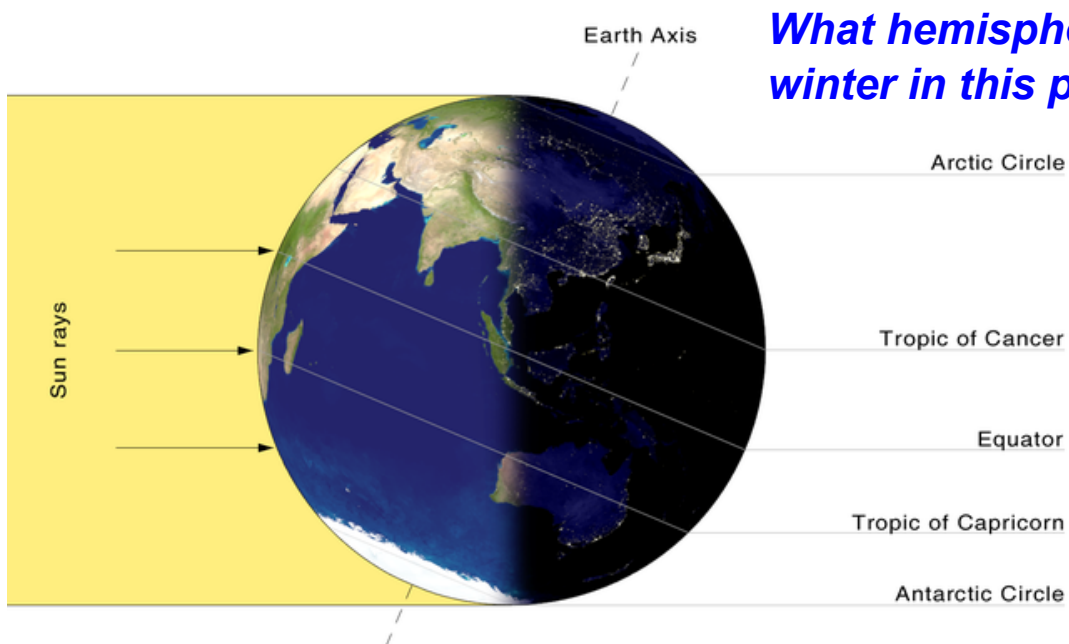 Earth Axis
What hemisphe
winter in this p
Arctic Circle
Sun rays
Tropic of Cancer
Equator
Tropic of Capricorn
Antarctic Circle